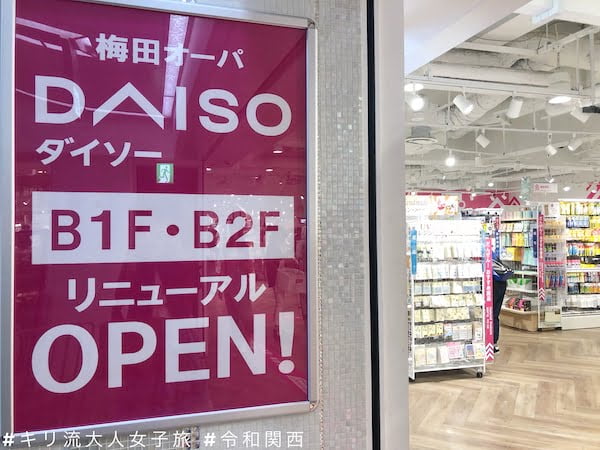 梅田オーパ
DAISO
ダイソー
B1F・B2F
リニューアル
OPEN!
#キリ流大人女子旅 #令和関西